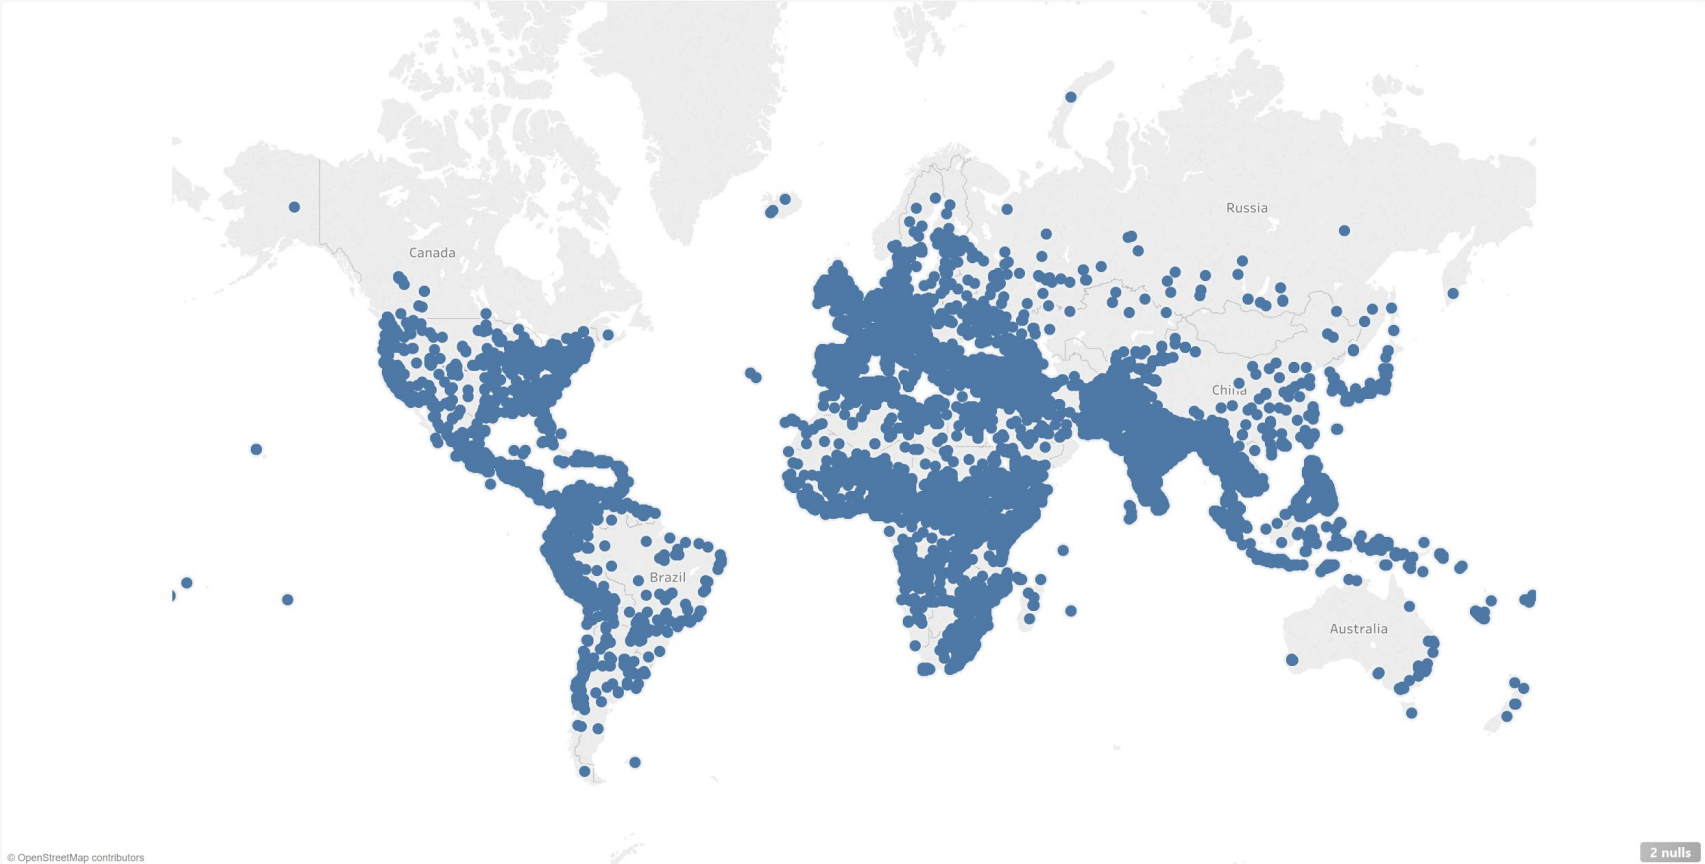 Russia
Canada
China
Brazil
Australia
© OpenStreetMap contributors
2 nulls